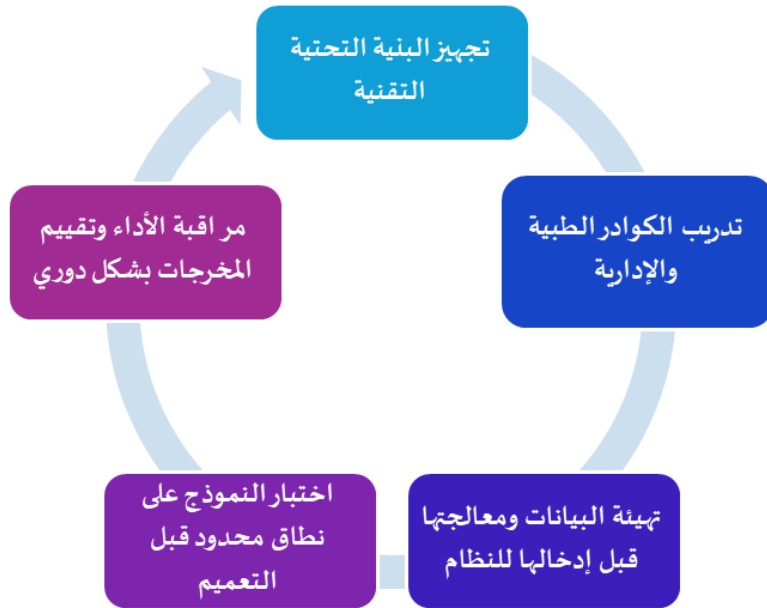 تجهيز البنية التحتية
التقنية
تدريب الكوادر الطبية
والإدارية
تهيئة البيانات ومعالجتها
قبل إدخالها للنظام
اختبار النموذج على
نطاق محدود قبل
التعميم
مراقبة الأداء وتقييم
المخرجات بشكل دوري